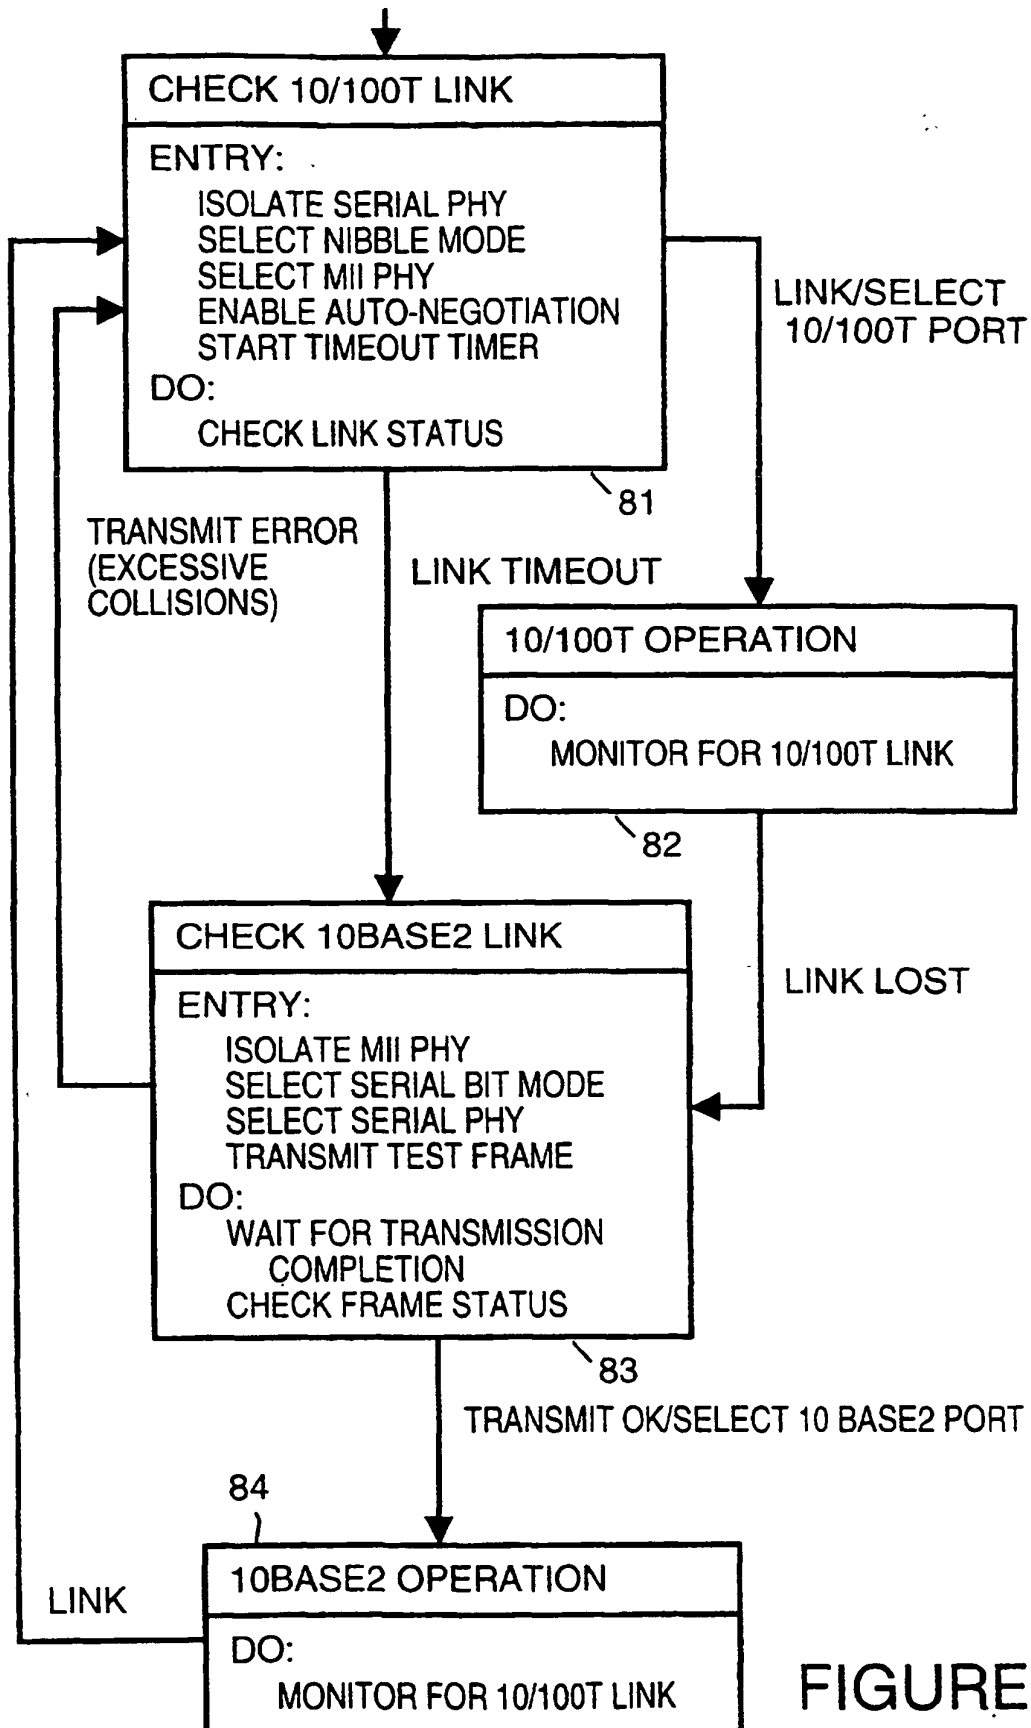 CHECK 10/100T LINK
ENTRY:
ISOLATE SERIAL PHY
SELECT NIBBLE MODE
SELECT MII PHY
ENABLE AUTO-NEGOTIATION
START TIMEOUT TIMER
DO:
CHECK LINK STATUS
81
LINK/SELECT
10/100T PORT
TRANSMIT ERROR
(EXCESSIVE
COLLISIONS)
LINK TIMEOUT
10/100T OPERATION
DO:
MONITOR FOR 10/100T LINK
82
LINK LOST
CHECK 10BASE2 LINK
ENTRY:
ISOLATE MII PHY
SELECT SERIAL BIT MODE
SELECT SERIAL PHY
TRANSMIT TEST FRAME
DO:
WAIT FOR TRANSMISSION
COMPLETION
CHECK FRAME STATUS
83
TRANSMIT OK/SELECT 10 BASE2 PORT
84
10BASE2 OPERATION
DO:
MONITOR FOR 10/100T LINK
LINK
FIGURE